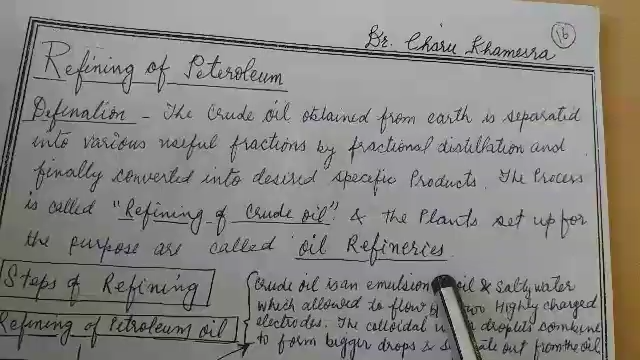 Dr. Charu Khamesra
16
Refining of Peteroleum
Defination - The Crude oil obtained from earth is separated
into various useful fractions by fractional distillation and
finally converted into desired specific Products. The Process
is called "Refining of Crude oil" & the Plants set up for
the purpose are called oil Refineries
Steps of Refining
Refining of Petroleum oil
Crude oil is an emulsion oil & Salty water
which allowed to flow Highly charged
electrodes. The colloidal droplets combine
to form bigger drops & out from the oil